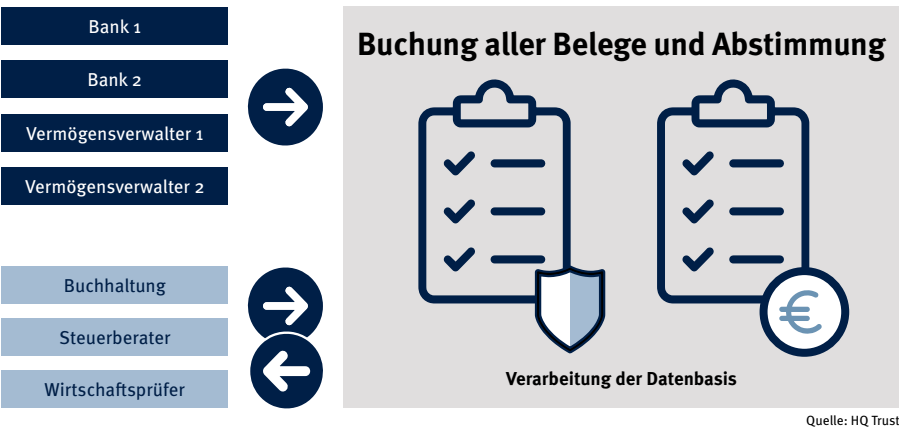 Bank 1
Bank 2
Vermögensverwalter 1
Vermögensverwalter 2
Buchhaltung
Steuerberater
Wirtschaftsprüfer
Buchung aller Belege und Abstimmung
€
Verarbeitung der Datenbasis
Quelle: HQ Trust